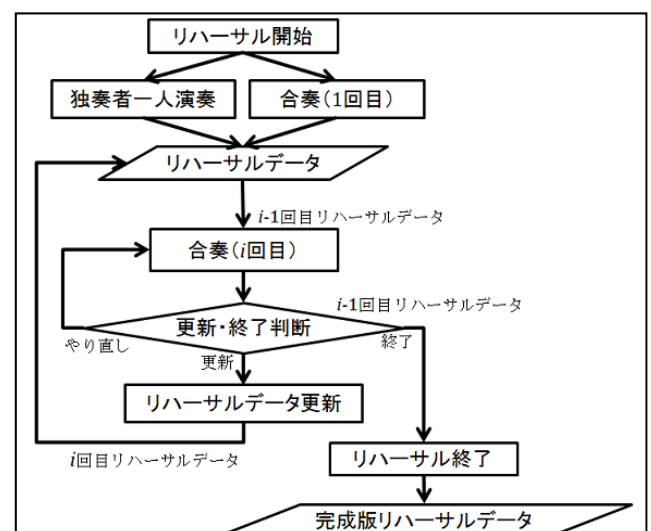 リハーサル開始
独奏者一人演奏
合奏(1回目)
リハーサルデータ
i-1回目リハーサルデータ
合奏(i回目)
i-1回目リハーサルデータ
更新・終了判断
やり直し
終了
更新
リハーサルデータ更新
i回目リハーサルデータ
リハーサル終了
完成版リハーサルデータ